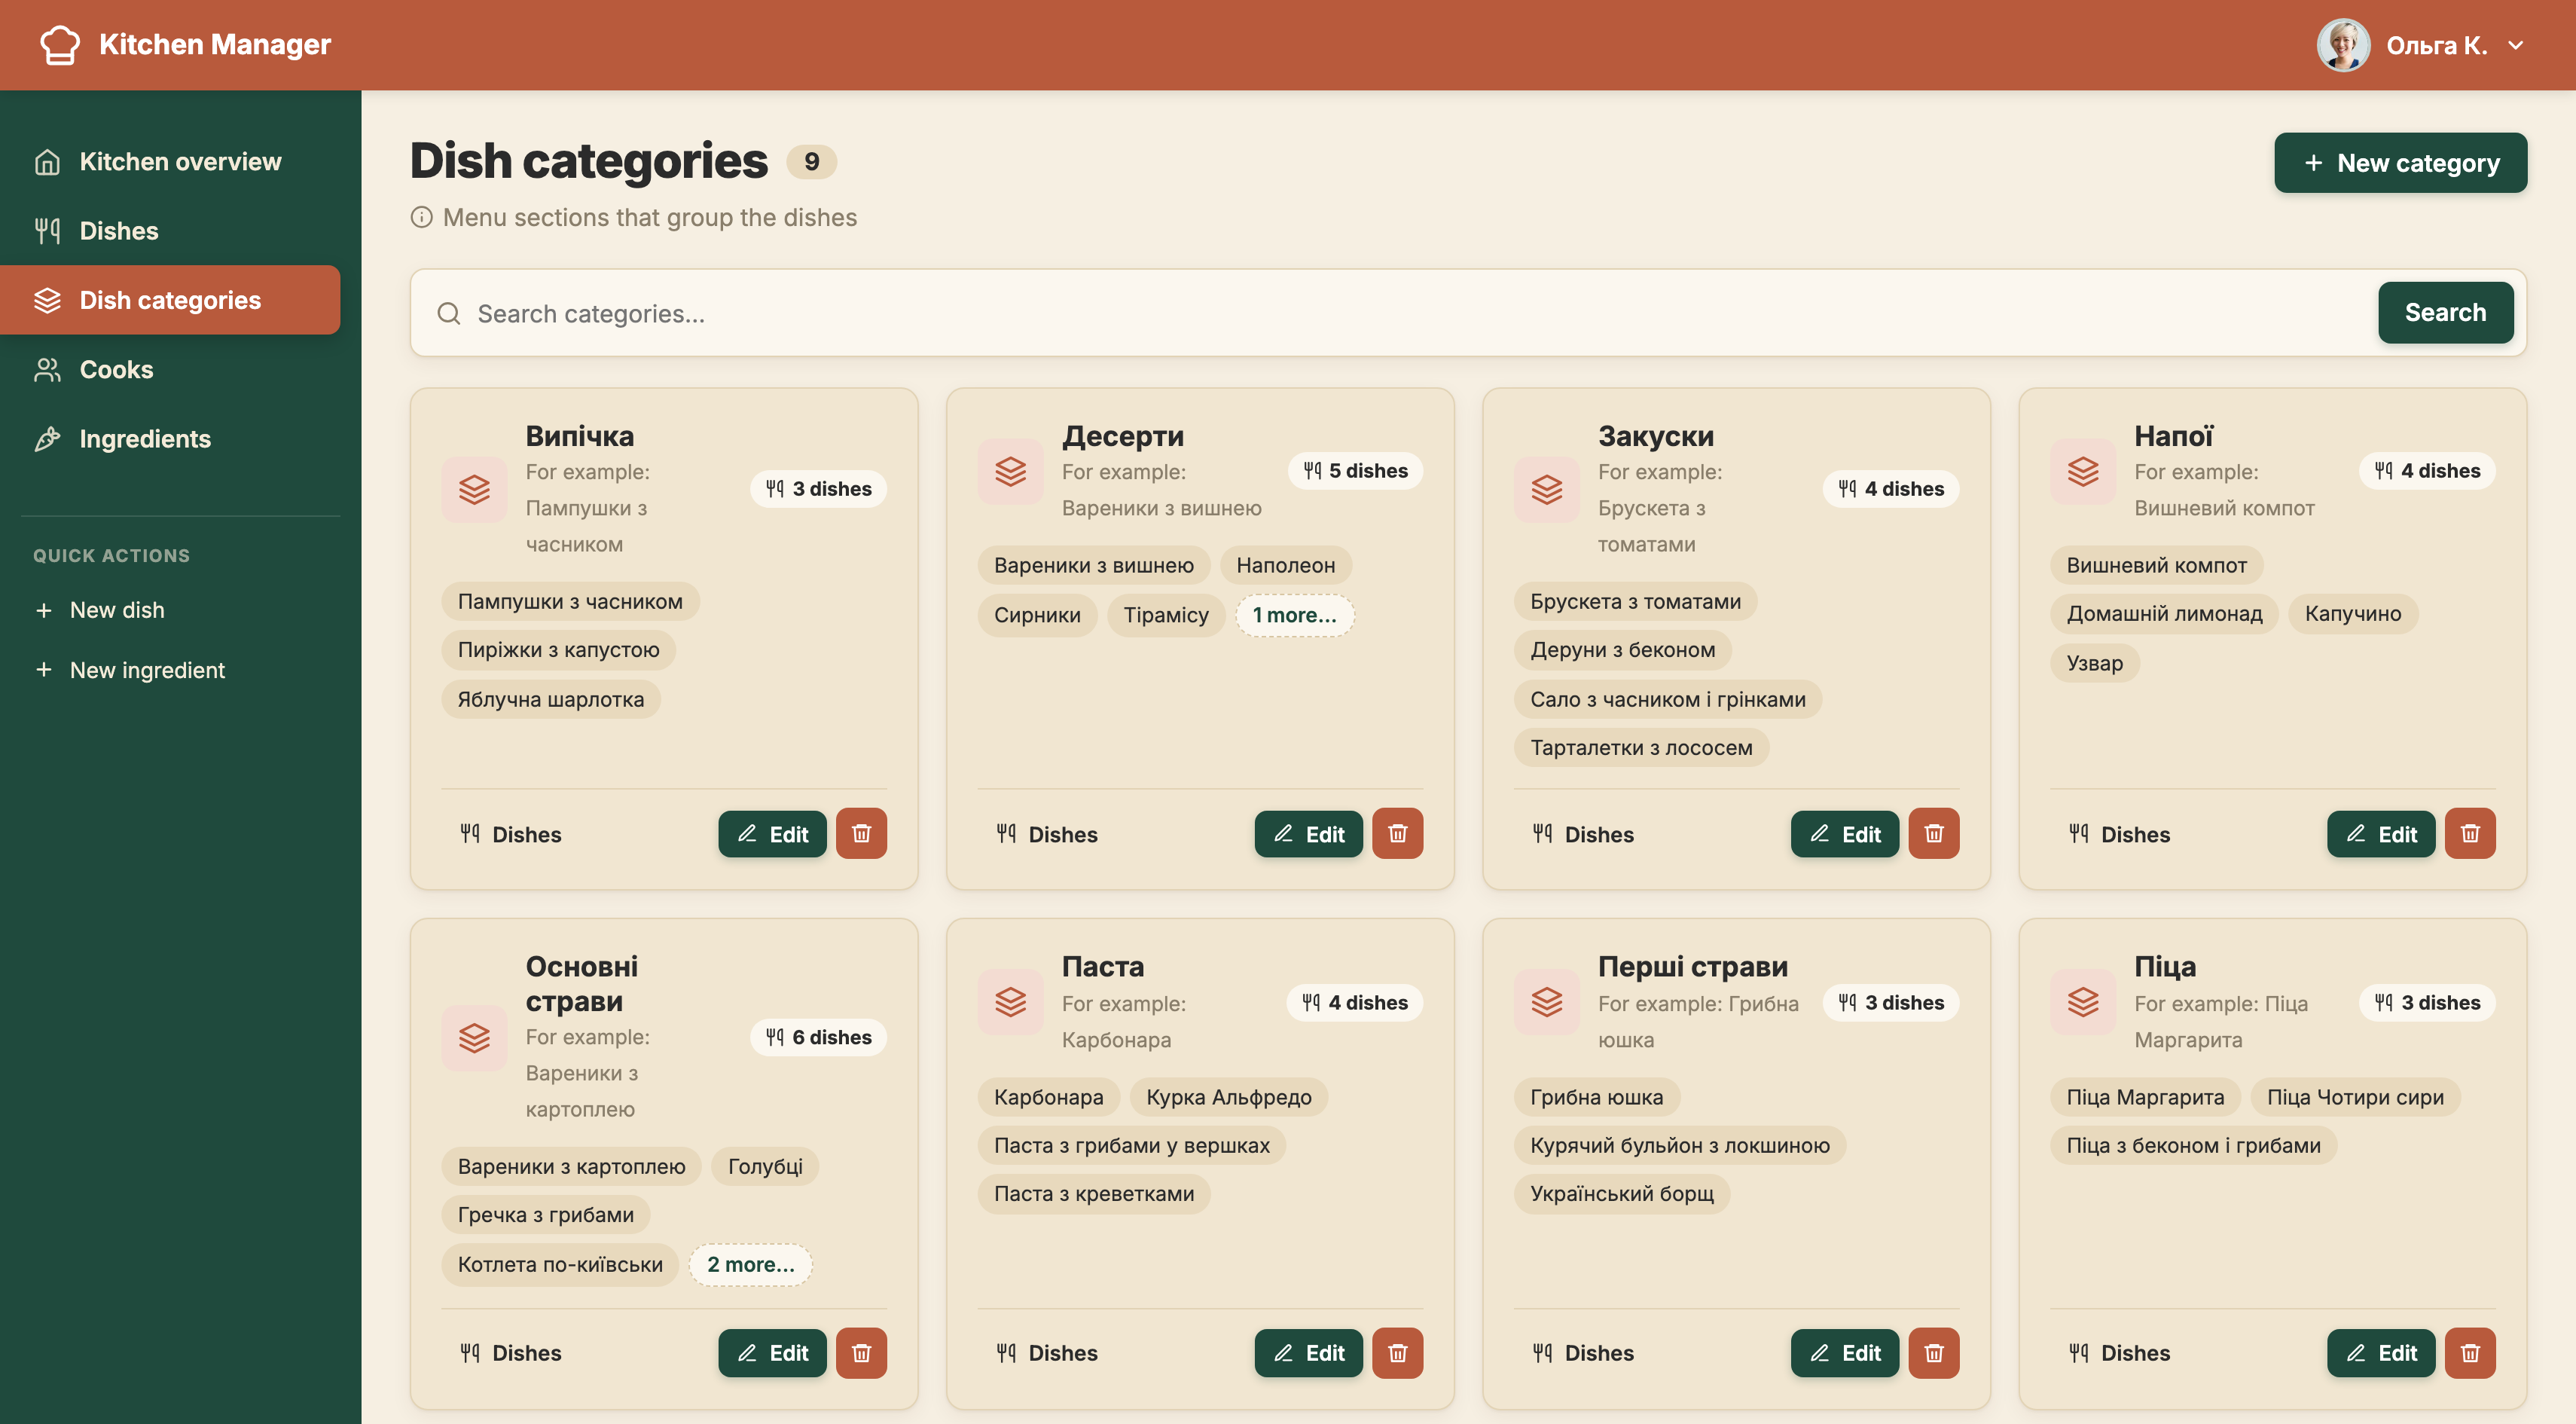 Kitchen Manager
Ольга К.
Kitchen overview
Dishes
Dish categories
Cooks
Ingredients
QUICK ACTIONS
+ New dish
+ New ingredient
Dish categories 9
+ New category
Menu sections that group the dishes
Search categories...
Search
Випічка
For example:
Пампушки з
часником
3 dishes
Пампушки з часником
Пиріжки з капустою
Яблучна шарлотка
Dishes
Edit
Десерти
For example:
Вареники з вишнею
5 dishes
Вареники з вишнею
Наполеон
Сирники
Тірамісу
1 more...
Dishes
Edit
Закуски
For example:
Брускета з
томатами
4 dishes
Брускета з томатами
Деруни з беконом
Сало з часником і грінками
Тарталетки з лососем
Dishes
Edit
Напої
For example:
Вишневий компот
4 dishes
Вишневий компот
Домашній лимонад
Капучино
Узвар
Dishes
Edit
Основні
страви
For example:
Вареники з
картоплею
6 dishes
Вареники з картоплею
Голубці
Гречка з грибами
Котлета по-київськи
2 more...
Dishes
Edit
Паста
For example:
Карбонара
4 dishes
Карбонара
Курка Альфредо
Паста з грибами у вершках
Паста з креветками
Dishes
Edit
Перші страви
For example: Грибна
юшка
3 dishes
Грибна юшка
Курячий бульйон з локшиною
Український борщ
Dishes
Edit
Піца
For example: Піца
Маргарита
3 dishes
Піца Маргарита
Піца Чотири сири
Піца з беконом і грибами
Dishes
Edit